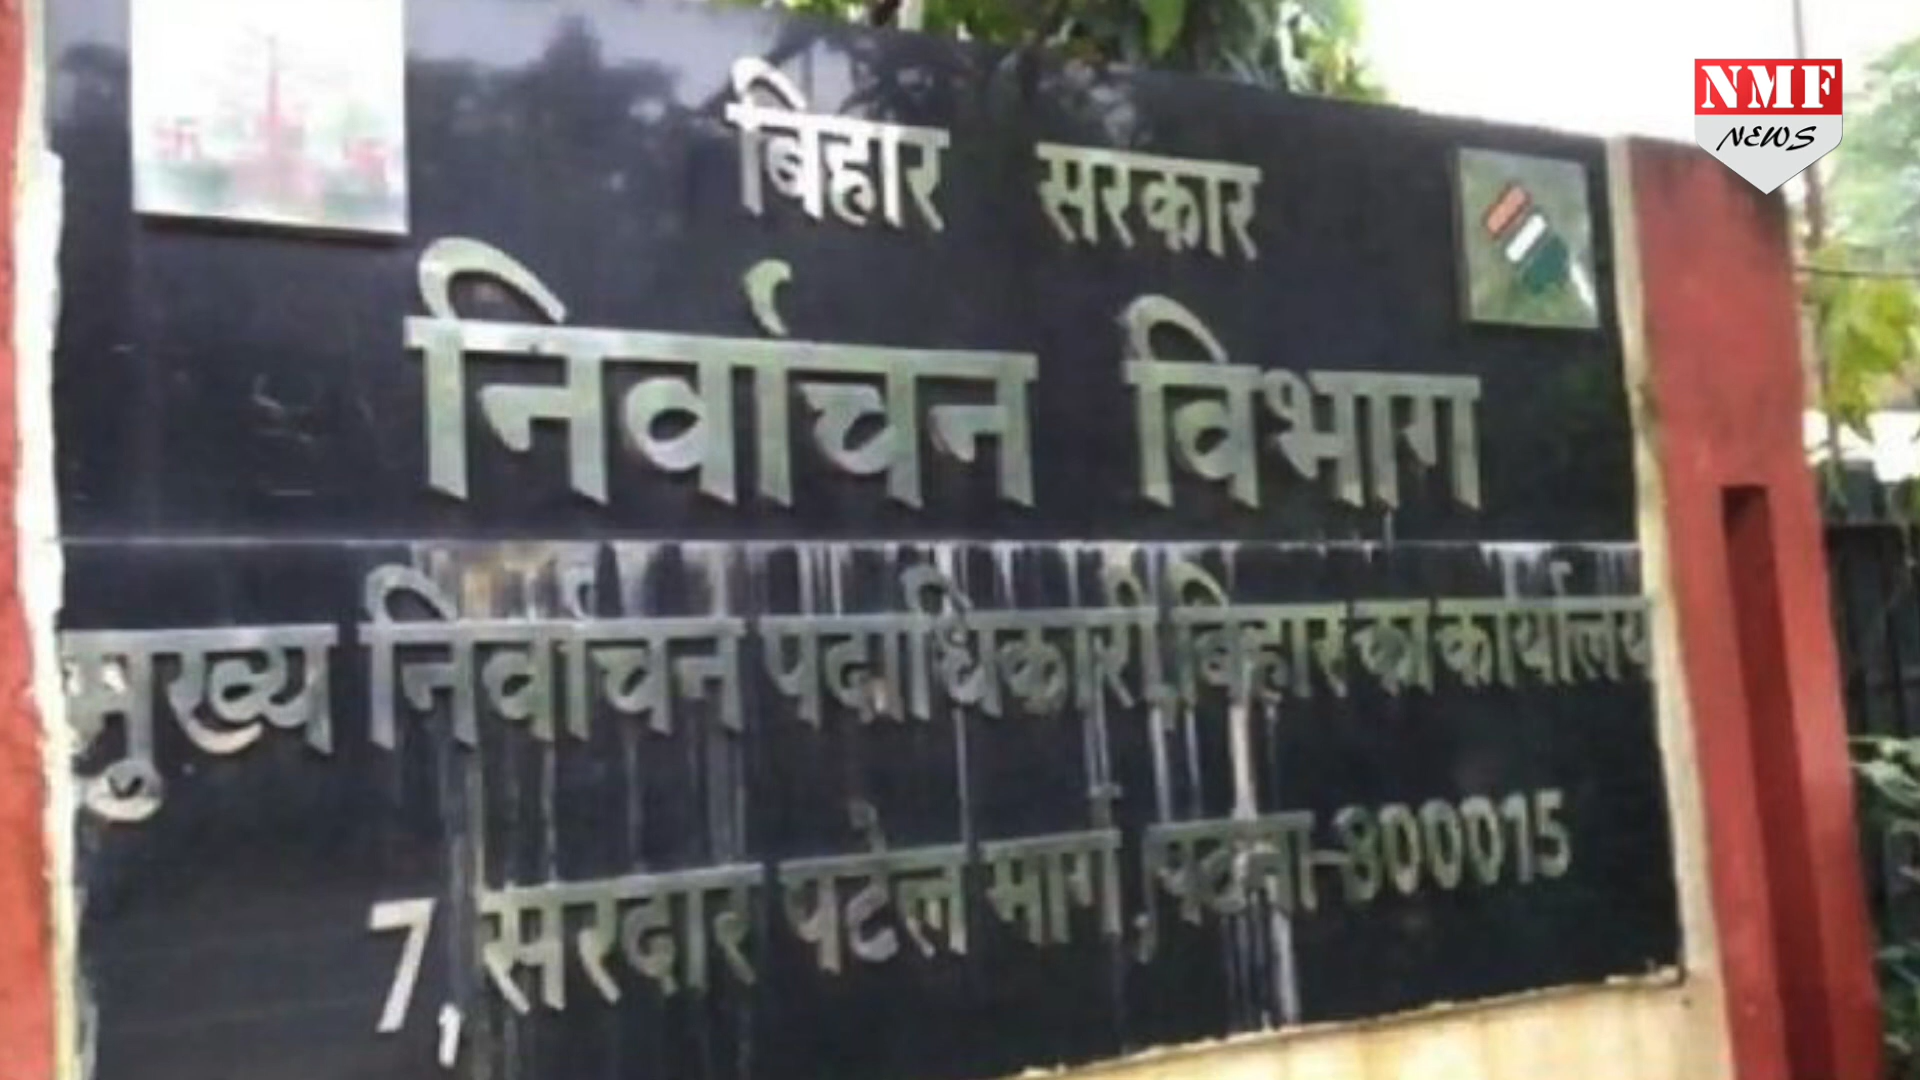 NMF
NEWS
बिहार सरकार
निर्वाचन विभाग
मुख्य निर्वाचन पदाधिकारी, बिहार का कार्यालय
7, सरदार पटेल मार्ग, पटना-800015